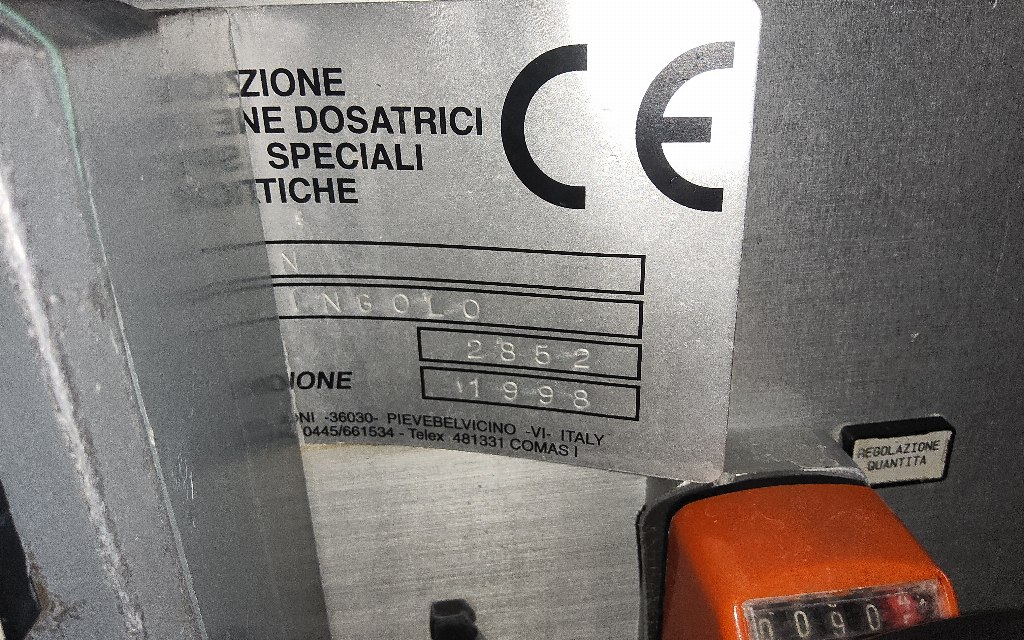 ZIONE
NE DOSATRICI
SPECIALI
TICHE
CE
N
INGOLO
2852
IONE
1998
NI -36030- PIEVEBELVICINO -VI- ITALY
0445/661534 - Telex 481331 COMAS I
REGOLAZIONE
QUANTITA
0090